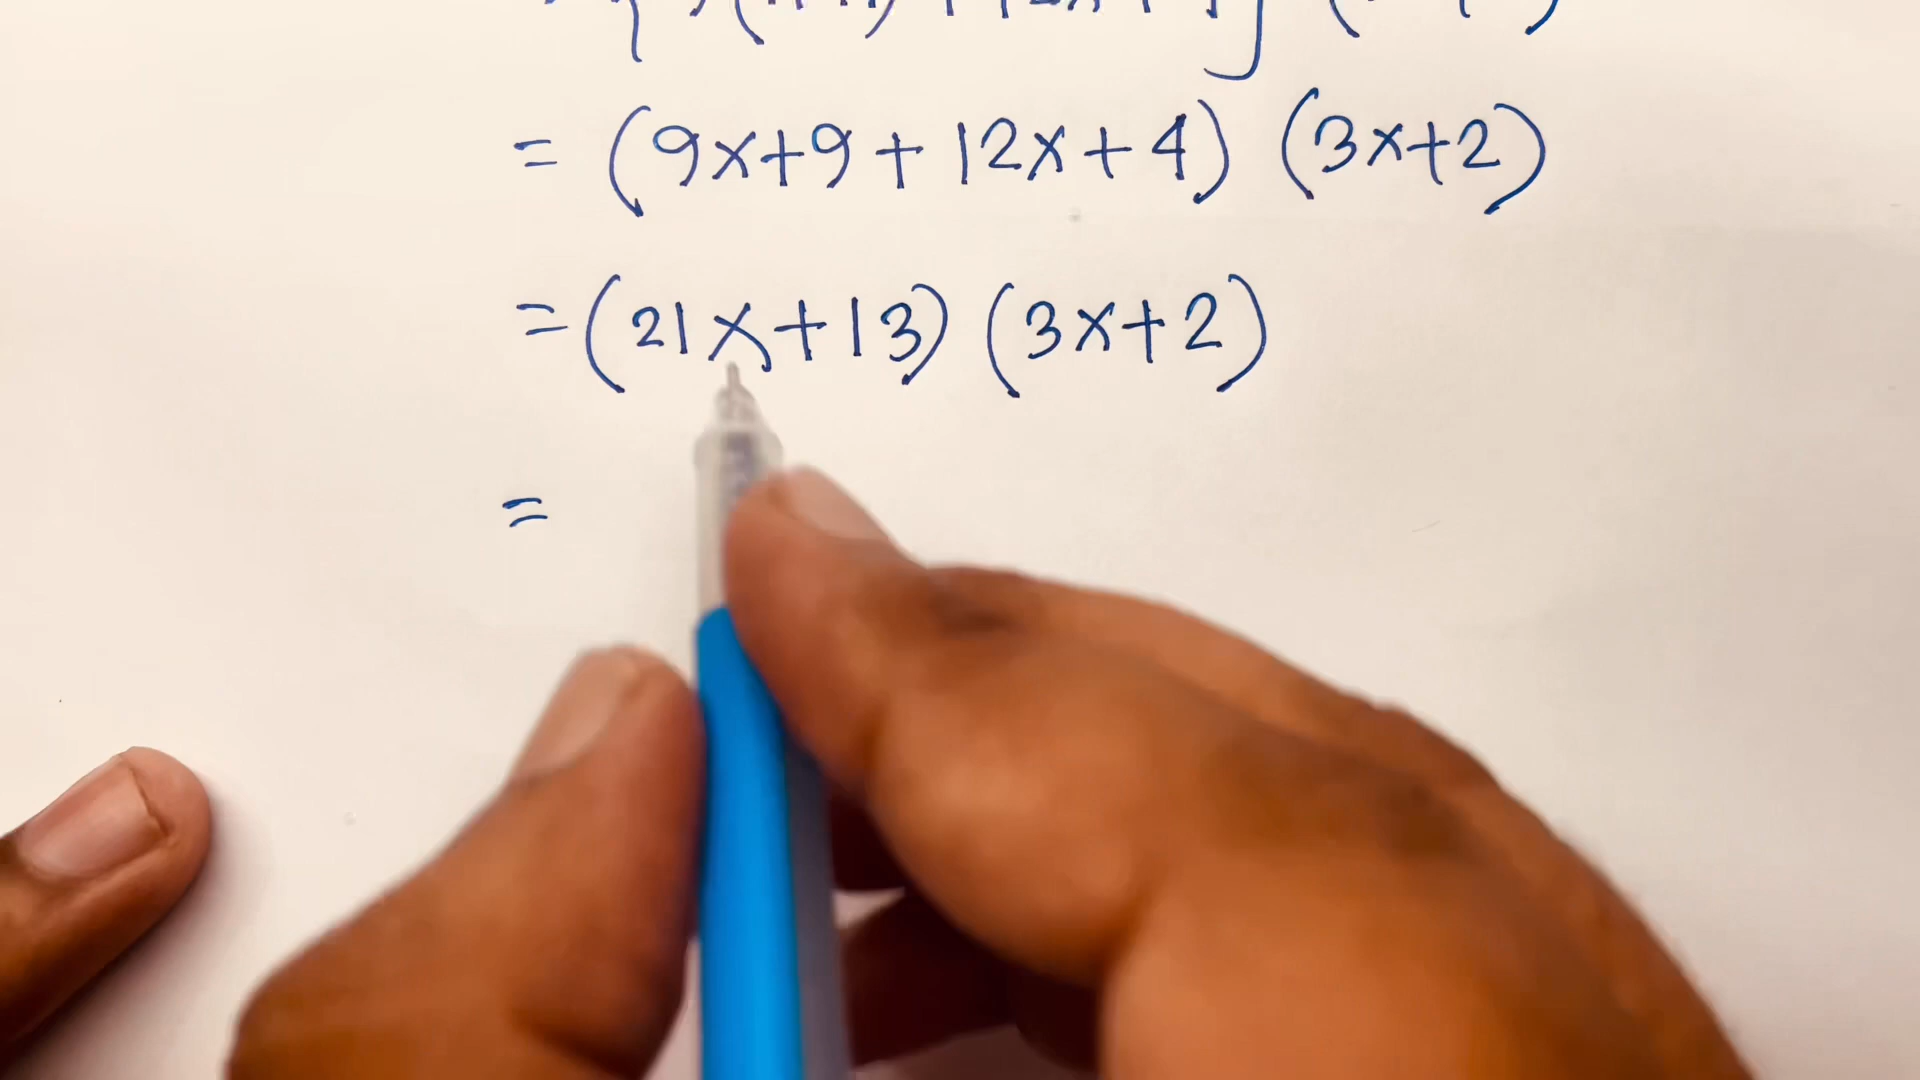 = (9x+9+12x+4) (3x+2)
= (21x+13) (3x+2)
=